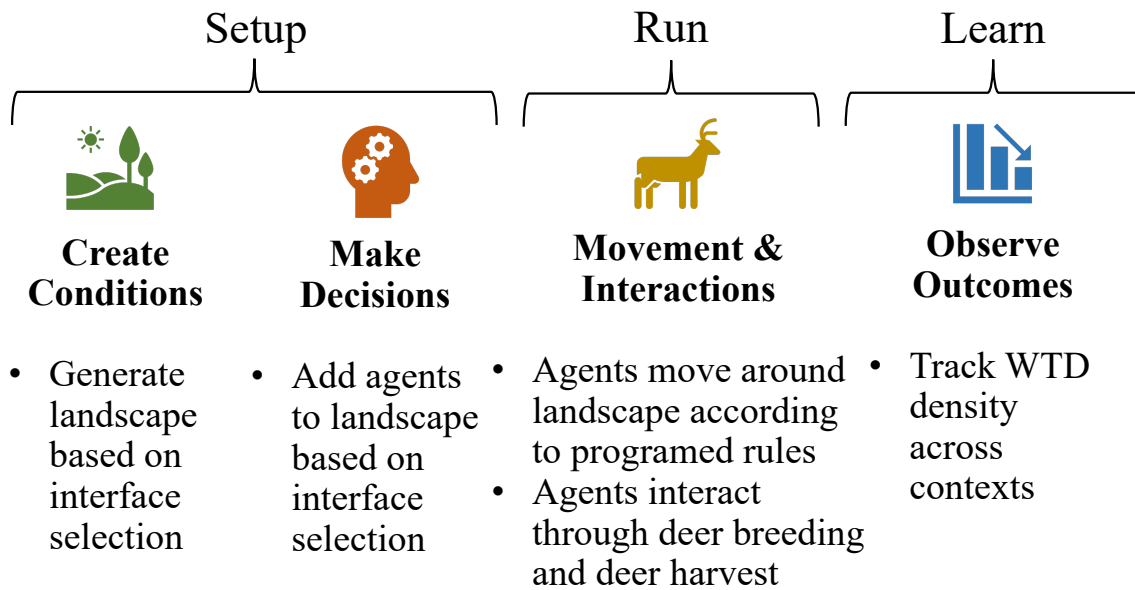 Setup
Run
Learn
Create
Conditions
Make
Decisions
Movement &
Interactions
Observe
Outcomes
• Generate
landscape
based on
interface
selection
• Add agents
to landscape
based on
interface
selection
• Agents move around
landscape according
to programed rules
• Agents interact
through deer breeding
and deer harvest
• Track WTD
density
across
contexts